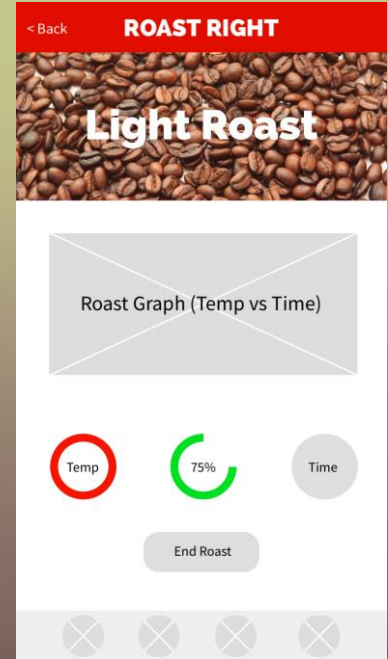 < Back
ROAST RIGHT
Light Roast
Roast Graph (Temp vs Time)
Temp
75%
Time
End Roast